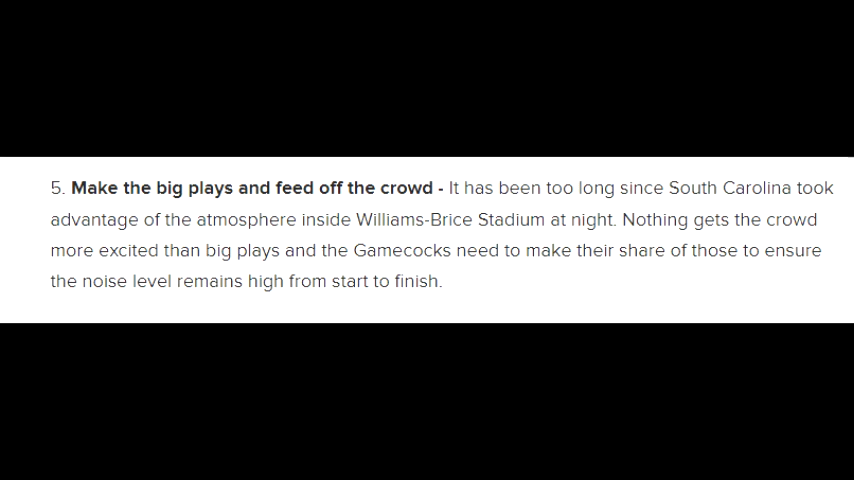 5. Make the big plays and feed off the crowd - It has been too long since South Carolina took
advantage of the atmosphere inside Williams-Brice Stadium at night. Nothing gets the crowd
more excited than big plays and the Gamecocks need to make their share of those to ensure
the noise level remains high from start to finish.